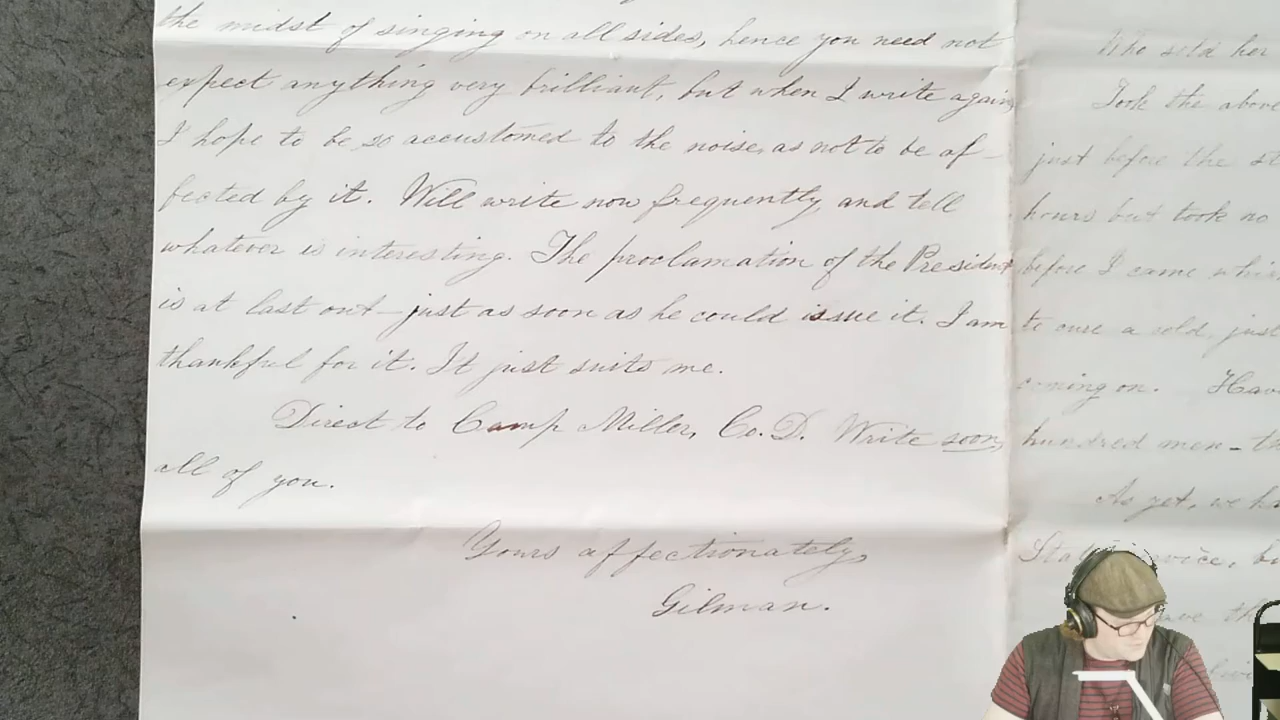 the midst of singing on all sides, hence you need not
expect anything very brilliant, but when I write again,
I hope to be so accustomed to the noise, as not to be af-
fected by it. Will write now frequently, and tell
whatever is interesting. The proclamation of the President
is at last out—just as soon as he could issue it. I am
thankful for it. It just suits me.
Direct to Camp Miller, Co. D. Write soon,
all of you.
Yours affectionately,
Gilman.
Who sold her
Took the above
just before the
hours but took no
before I came
to cure a cold, just
coming on.
hundred men -
As yet, we